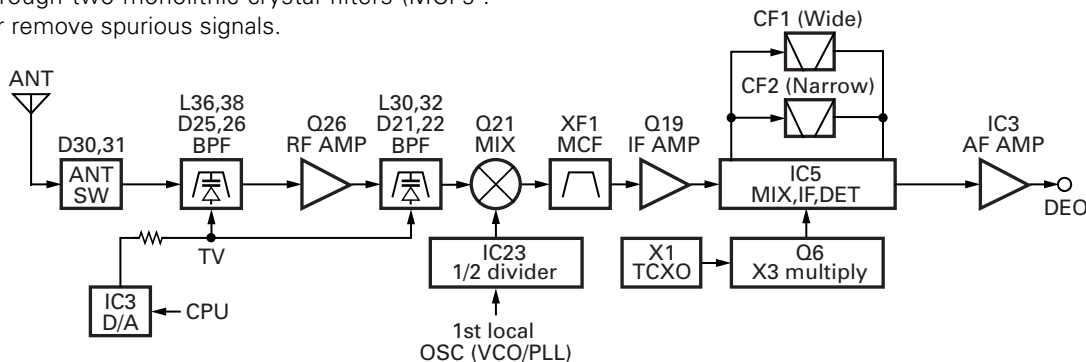 rough two monolithic crystal filters (MCFs :
r remove spurious signals.
CF1 (Wide)
CF2 (Narrow)
ANT
D30,31
ANT
SW
L36,38
D25,26
BPF
Q26
RF AMP
L30,32
D21,22
BPF
Q21
MIX
XF1
MCF
Q19
IF AMP
IC5
MIX,IF,DET
IC3
AF AMP
DEO
TV
IC3
D/A
CPU
IC23
1/2 divider
1st local
OSC (VCO/PLL)
X1
TCXO
Q6
X3 multiply